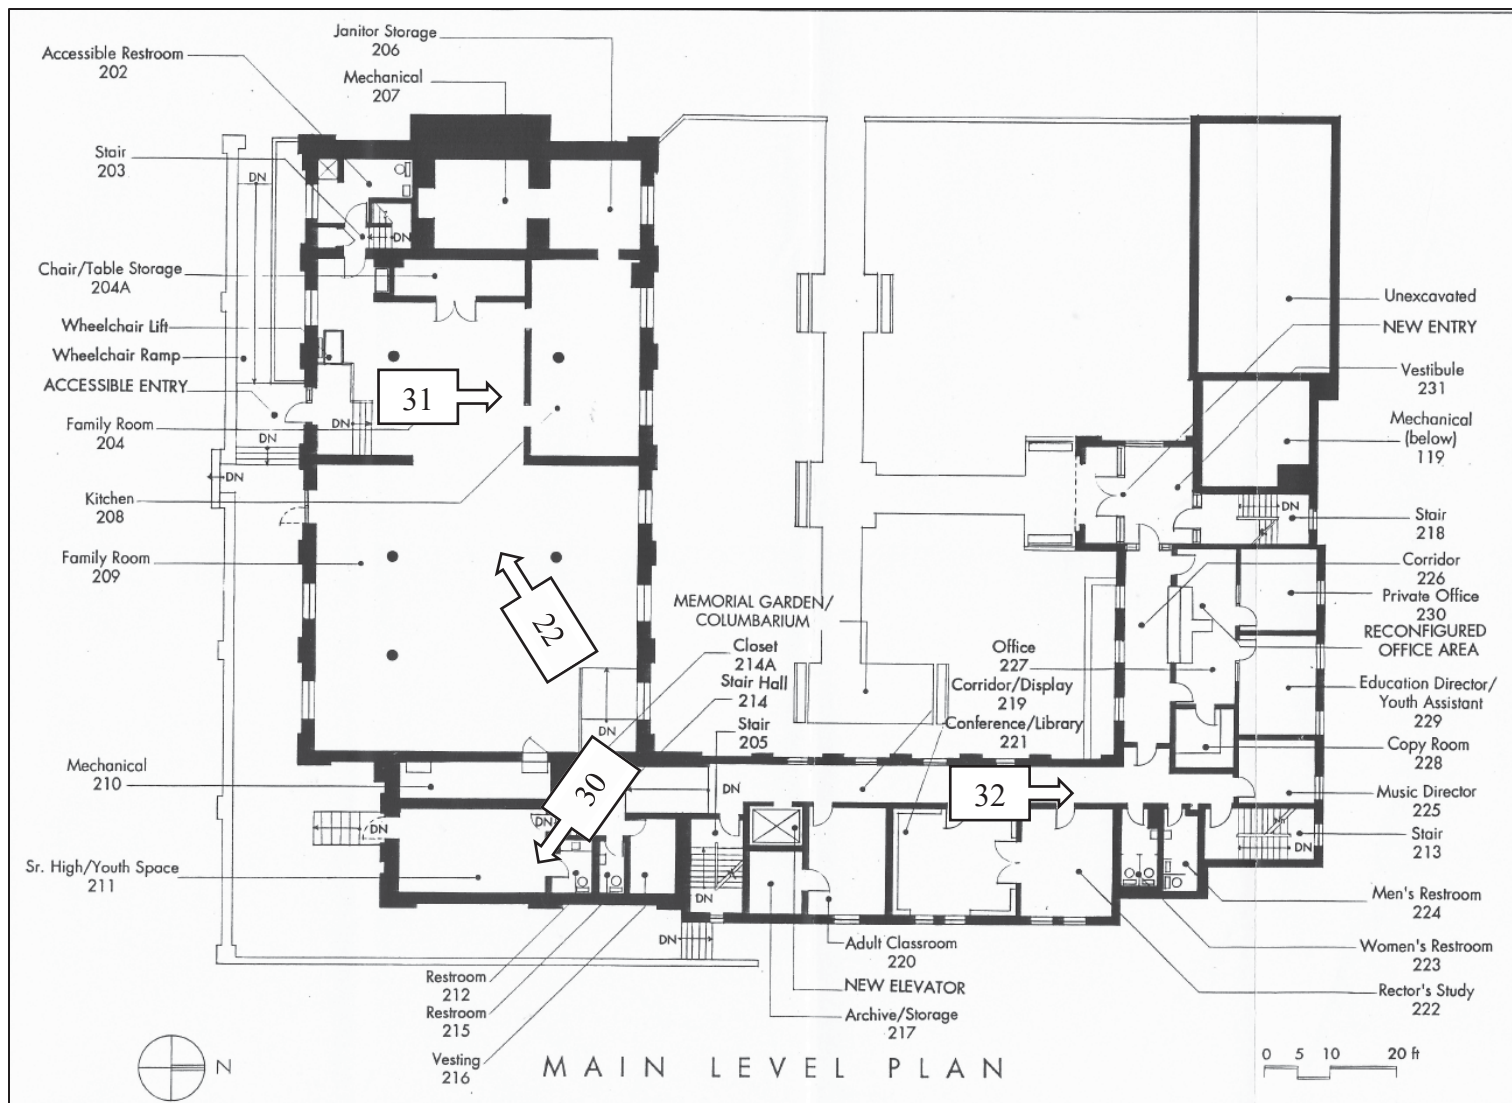 Janitor Storage
206
Accessible Restroom
202
Mechanical
207
Stair
203
DN
DN
Chair/Table Storage
204A
Wheelchair Lift
Wheelchair Ramp
ACCESSIBLE ENTRY
Family Room
204
31
DN
DN
DN
Kitchen
208
Family Room
209
22
Unexcavated
NEW ENTRY
Vestibule
231
Mechanical
(below)
119
DN
Stair
218
Corridor
226
Private Office
230
RECONFIGURED
OFFICE AREA
Education Director/
Youth Assistant
229
Copy Room
228
Music Director
225
Stair
213
DN
MEMORIAL GARDEN/
COLUMBARIUM
Closet
214A
Stair Hall
214
Stair
205
Office
227
Corridor/Display
219
Conference/Library
221
DN
Mechanical
210
30
DN
32
DN
Sr. High/Youth Space
211
DN
DN
Men's Restroom
224
Women's Restroom
223
Rector's Study
222
Adult Classroom
220
NEW ELEVATOR
Archive/Storage
217
Restroom
212
Restroom
215
Vesting
216
N
MAIN LEVEL PLAN
0 5 10 20 ft